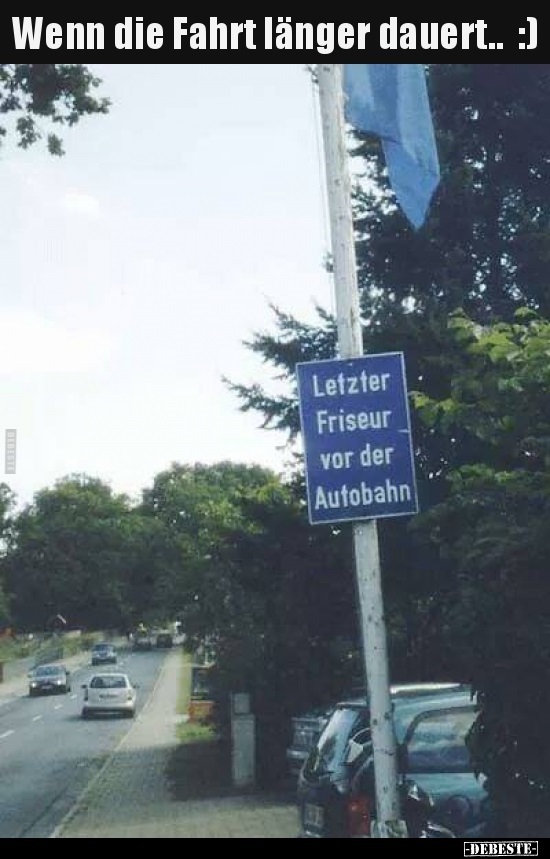 Wenn die Fahrt länger dauert.. :)
Letzter
Friseur
vor der
Autobahn
-DEBESTE-